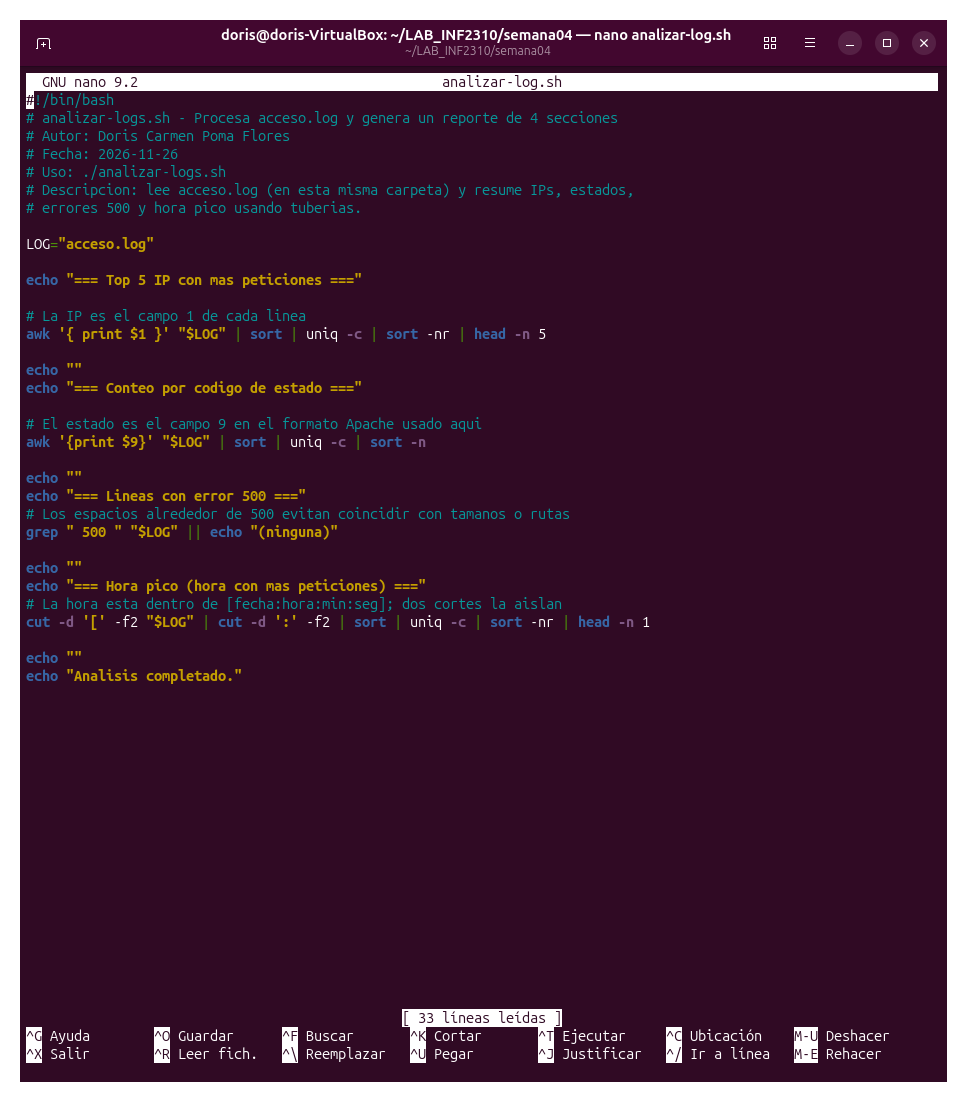 doris@doris-VirtualBox: ~/LAB_INF2310/semana04 — nano analizar-log.sh
~/LAB_INF2310/semana04
GNU nano 9.2 analizar-log.sh
#!/bin/bash
# analizar-logs.sh - Procesa acceso.log y genera un reporte de 4 secciones
# Autor: Doris Carmen Poma Flores
# Fecha: 2026-11-26
# Uso: ./analizar-logs.sh
# Descripcion: lee acceso.log (en esta misma carpeta) y resume IPs, estados,
# errores 500 y hora pico usando tuberias.
LOG="acceso.log"
echo "=== Top 5 IP con mas peticiones ==="
# La IP es el campo 1 de cada linea
awk '{ print $1 }' "$LOG" | sort | uniq -c | sort -nr | head -n 5
echo ""
echo "=== Conteo por codigo de estado ==="
# El estado es el campo 9 en el formato Apache usado aqui
awk '{print $9}' "$LOG" | sort | uniq -c | sort -n
echo ""
echo "=== Lineas con error 500 ==="
# Los espacios alrededor de 500 evitan coincidir con tamanos o rutas
grep " 500 " "$LOG" || echo "(ninguna)"
echo ""
echo "=== Hora pico (hora con mas peticiones) ==="
# La hora esta dentro de [fecha:hora:min:seg]; dos cortes la aislan
cut -d '[' -f2 "$LOG" | cut -d ':' -f2 | sort | uniq -c | sort -nr | head -n 1
echo ""
echo "Analisis completado."
[ 33 líneas leídas ]
^G Ayuda ^O Guardar ^F Buscar ^K Cortar ^T Ejecutar ^C Ubicación M-U Deshacer
^X Salir ^R Leer fich. ^\ Reemplazar ^U Pegar ^J Justificar ^/ Ir a línea M-E Rehacer